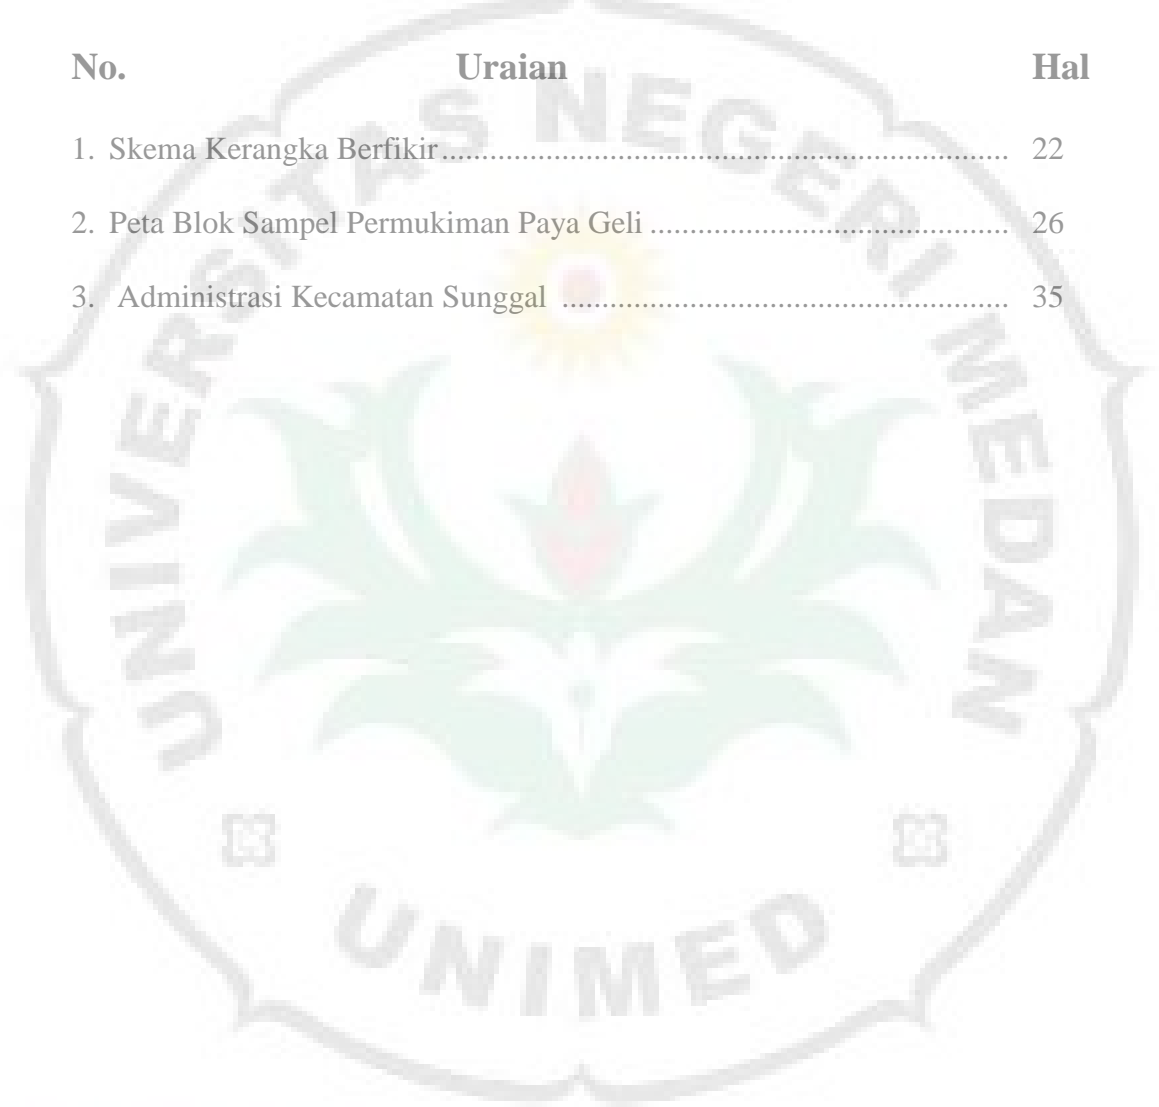 No. Uraian Hal
1. Skema Kerangka Berfikir ........................................................................ 22
2. Peta Blok Sampel Permukiman Paya Geli ............................................. 26
3. Administrasi Kecamatan Sunggal ........................................................ 35
UNIVERSITAS NEGERI MEDAN
UNIMED